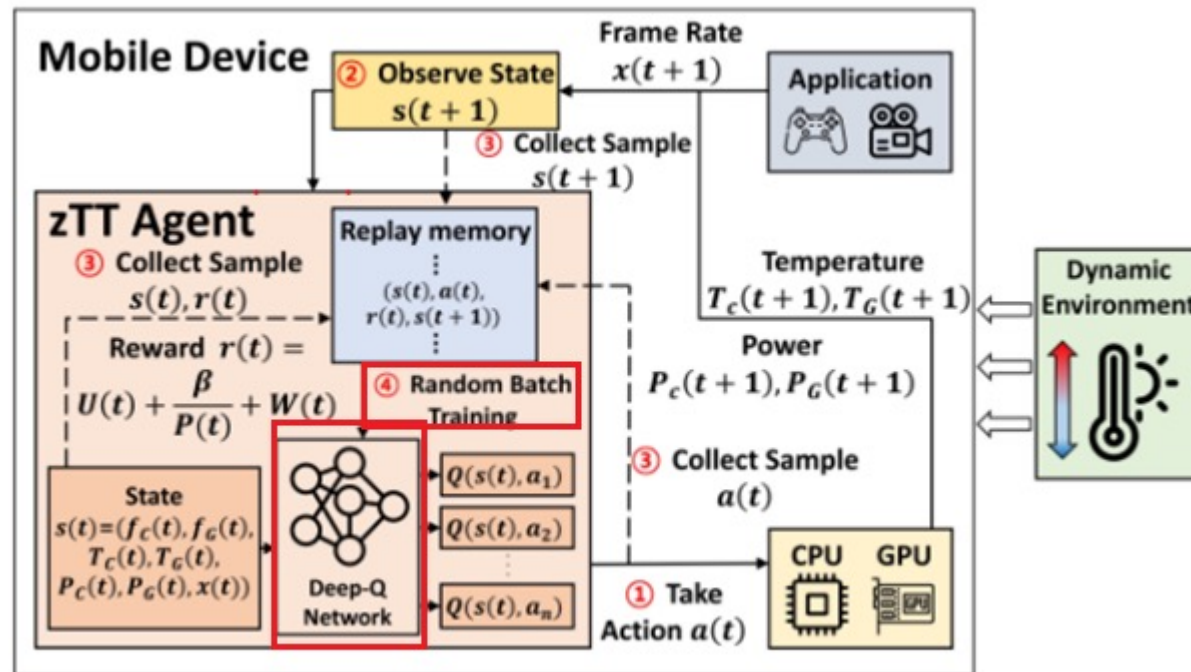 Mobile Device
Frame Rate
x(t + 1)
② Observe State
s(t + 1)
Application
③ Collect Sample
s(t + 1)
zTT Agent
③ Collect Sample
s(t), r(t)
Reward r(t) =
U(t) + β/P(t) + W(t)
Replay memory
⋮
(s(t), a(t),
r(t), s(t + 1))
⋮
④ Random Batch
Training
Temperature
T_c(t + 1), T_G(t + 1)
Power
P_c(t + 1), P_G(t + 1)
Dynamic
Environment
State
s(t)=(f_C(t), f_G(t),
T_C(t), T_G(t),
P_C(t), P_G(t), x(t))
Deep-Q
Network
Q(s(t), a_1)
Q(s(t), a_2)
⋮
Q(s(t), a_n)
③ Collect Sample
a(t)
① Take
Action a(t)
CPU GPU
GPU